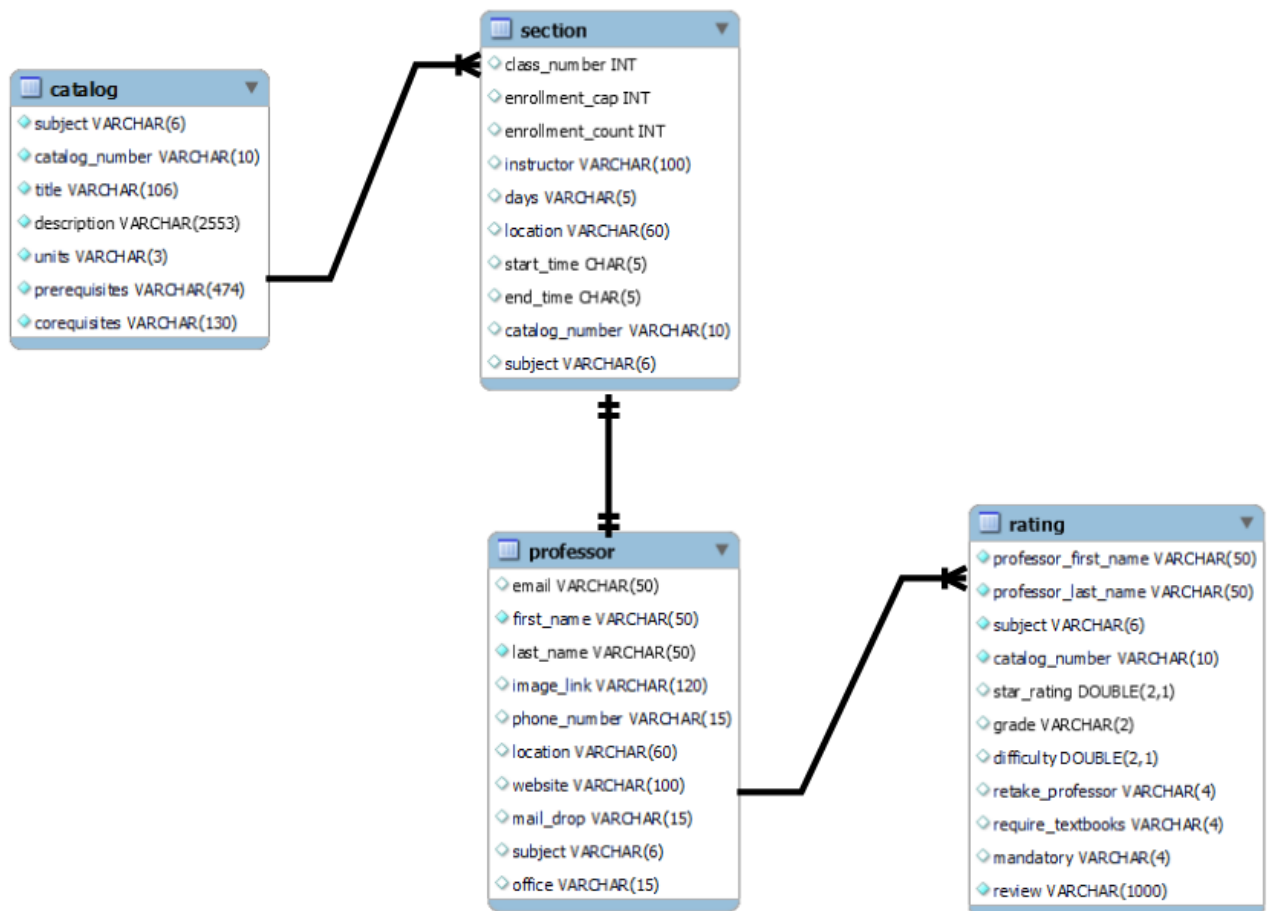 catalog
subject VARCHAR(6)
catalog_number VARCHAR(10)
title VARCHAR(106)
description VARCHAR(2553)
units VARCHAR(3)
prerequisites VARCHAR(474)
corequisites VARCHAR(130)
section
class_number INT
enrollment_cap INT
enrollment_count INT
instructor VARCHAR(100)
days VARCHAR(5)
location VARCHAR(60)
start_time CHAR(5)
end_time CHAR(5)
catalog_number VARCHAR(10)
subject VARCHAR(6)
professor
email VARCHAR(50)
first_name VARCHAR(50)
last_name VARCHAR(50)
image_link VARCHAR(120)
phone_number VARCHAR(15)
location VARCHAR(60)
website VARCHAR(100)
mail_drop VARCHAR(15)
subject VARCHAR(6)
office VARCHAR(15)
rating
professor_first_name VARCHAR(50)
professor_last_name VARCHAR(50)
subject VARCHAR(6)
catalog_number VARCHAR(10)
star_rating DOUBLE(2,1)
grade VARCHAR(2)
difficulty DOUBLE(2,1)
retake_professor VARCHAR(4)
require_textbooks VARCHAR(4)
mandatory VARCHAR(4)
review VARCHAR(1000)